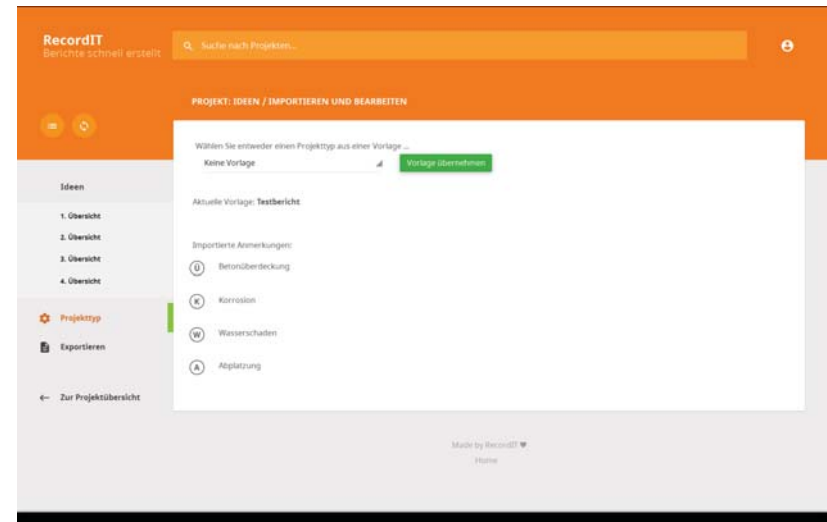 RecordIT
Berichte schnell erstellt
Suche nach Projekten...
PROJEKT: IDEEN / IMPORTIEREN UND BEARBEITEN
Wählen Sie entweder einen Projekttyp aus einer Vorlage ...
Keine Vorlage
Vorlage übernehmen
Aktuelle Vorlage: Testbericht
Importierte Anmerkungen:
Ü Betonüberdeckung
K Korrosion
W Wasserschaden
A Abplatzung
Ideen
1. Übersicht
2. Übersicht
3. Übersicht
4. Übersicht
Projekttyp
Exportieren
← Zur Projektübersicht
Made by RecordIT ♥
Home